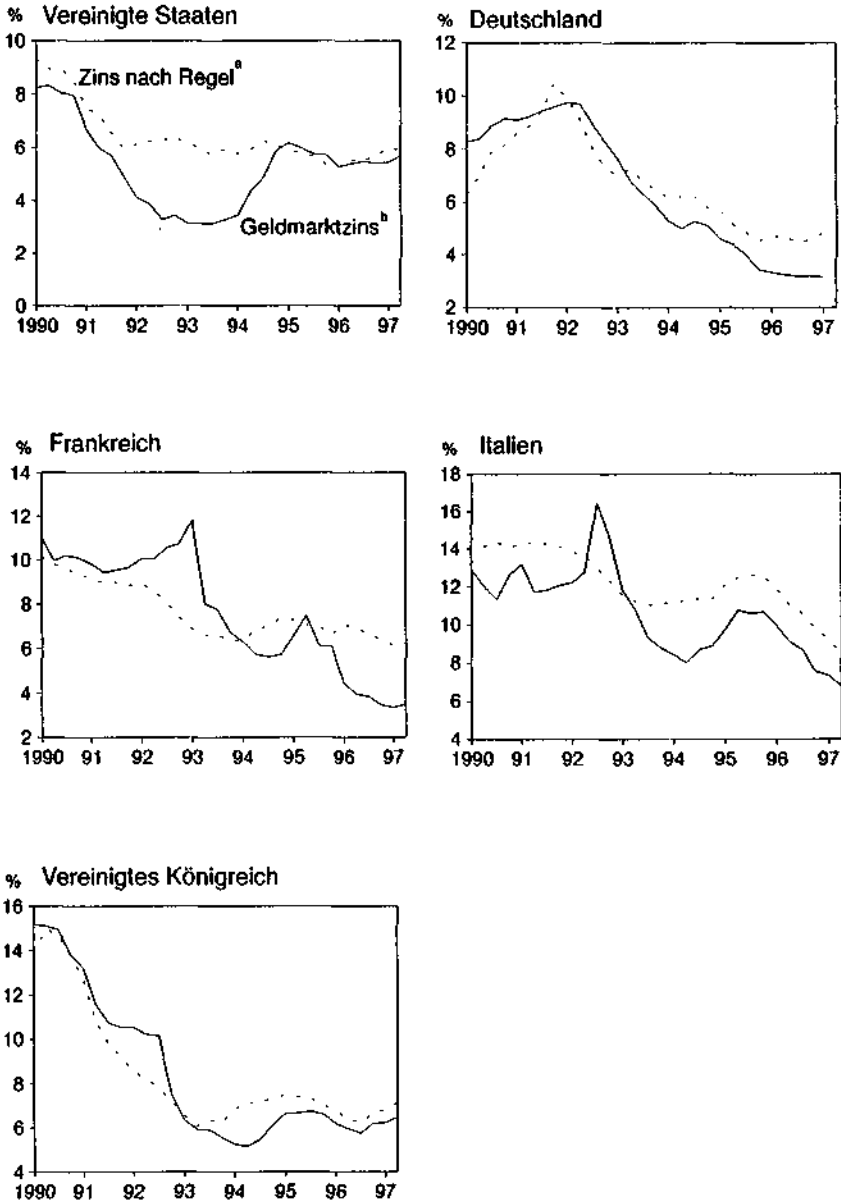 % Vereinigte Staaten
10
Zins nach Regel^a
8
6
4
Geldmarktzins^b
2
0
1990 91 92 93 94 95 96 97
% Deutschland
12
10
8
6
4
2
1990 91 92 93 94 95 96 97
% Frankreich
14
12
10
8
6
4
2
1990 91 92 93 94 95 96 97
% Italien
18
16
14
12
10
8
6
4
1990 91 92 93 94 95 96 97
% Vereinigtes Königreich
16
14
12
10
8
6
4
1990 91 92 93 94 95 96 97